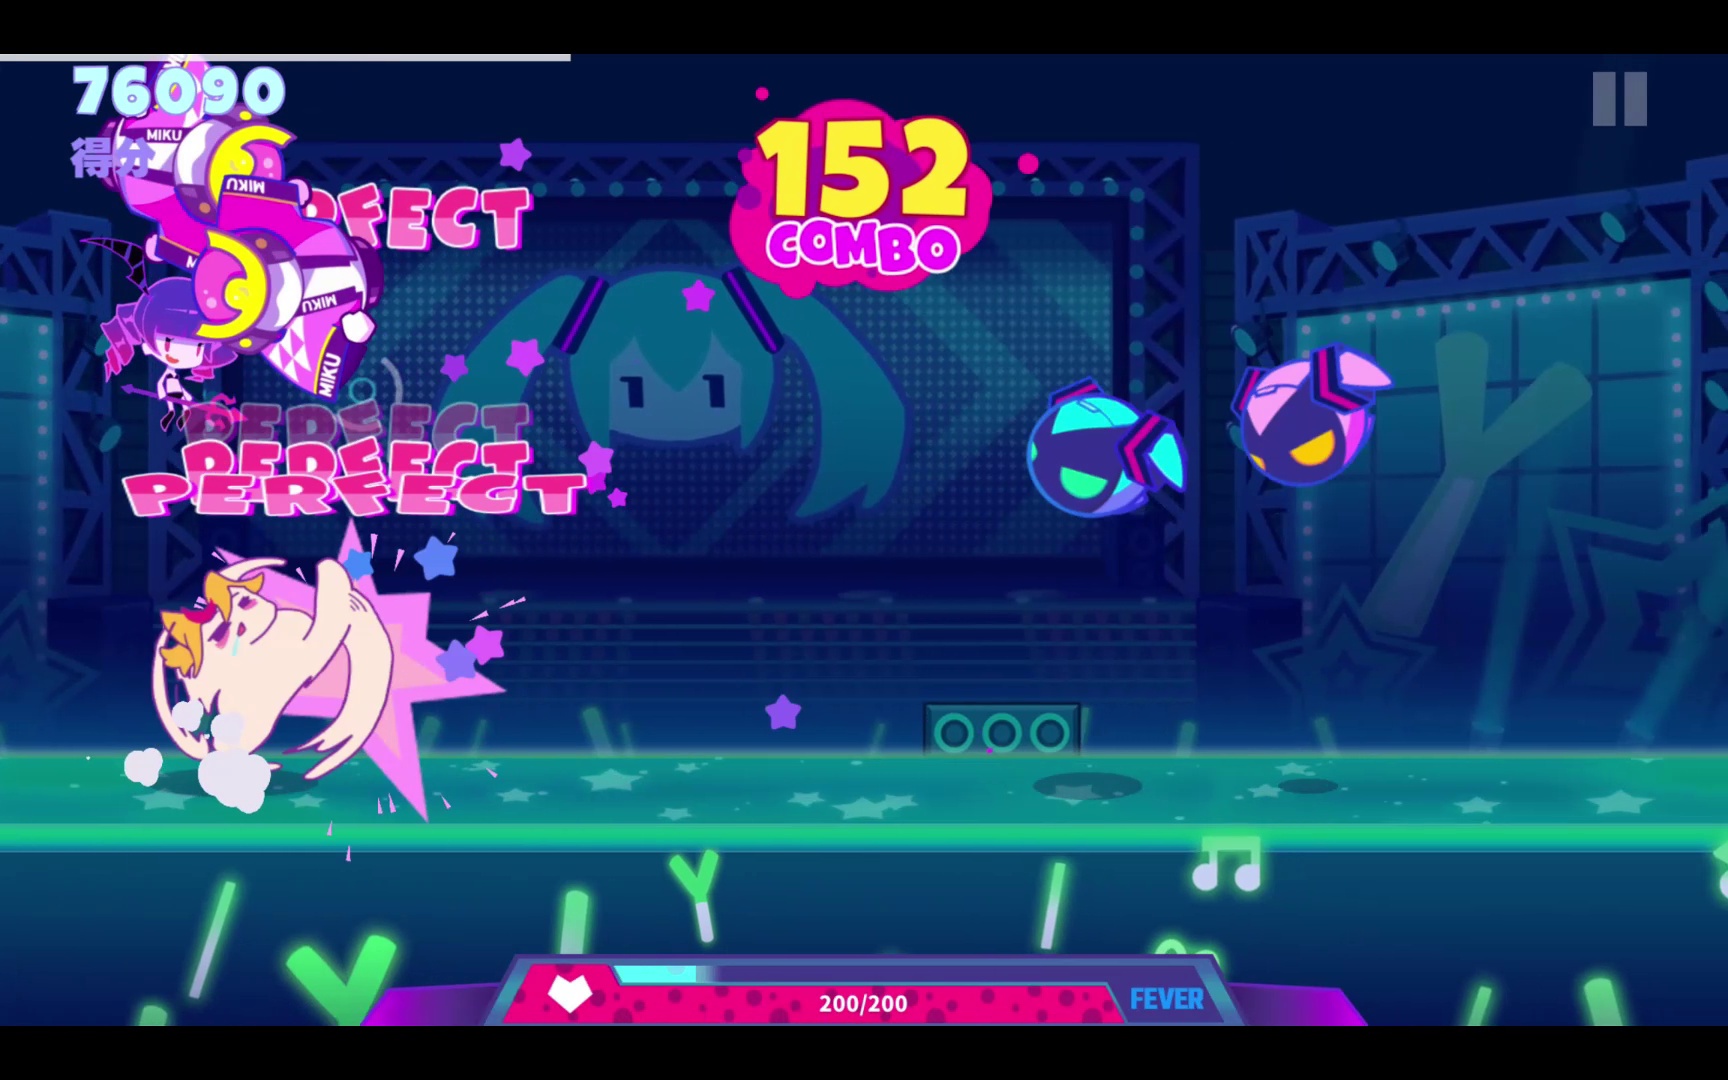 76090
得分
MIKU
MIKU
MIKU
MIKU
PERFECT
152
COMBO
PERFECT
PERFECT
PERFECT
200/200
FEVER